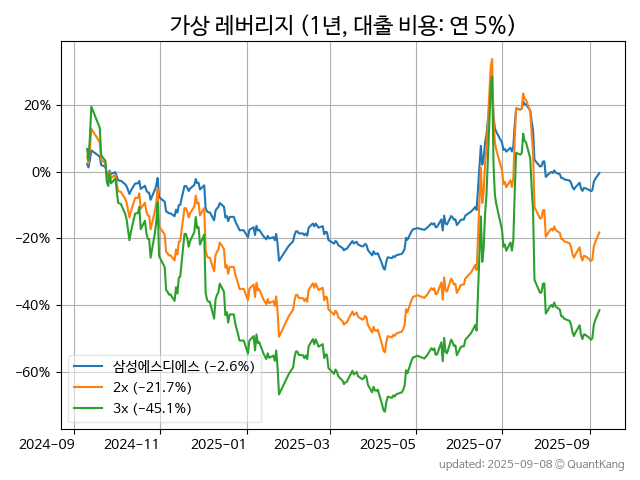 가상 레버리지 (1년, 대출 비용: 연 5%)
20%
0%
−20%
−40%
−60%
삼성에스디에스 (−2.6%)
2x (−21.7%)
3x (−45.1%)
2024-09
2024-11
2025-01
2025-03
2025-05
2025-07
2025-09
updated: 2025-09-08 © QuantKang